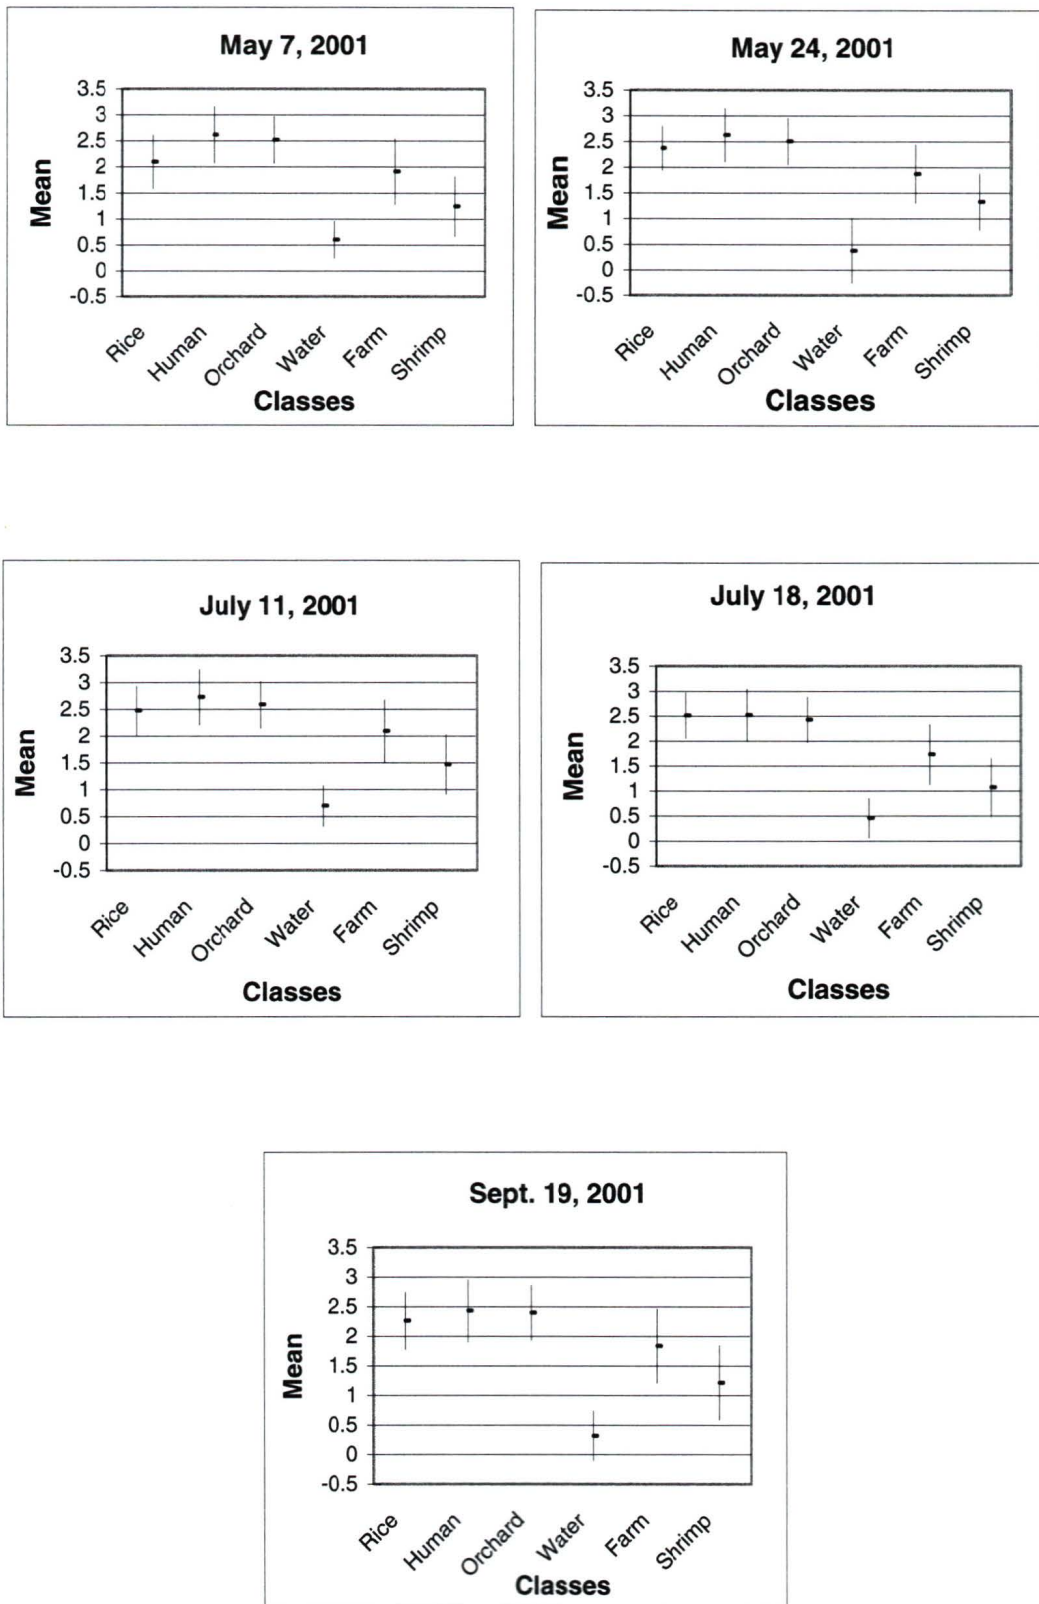 May 7, 2001
3.5
3
2.5
2
1.5
1
0.5
0
-0.5
Mean
Rice
Human
Orchard
Water
Farm
Shrimp
Classes
May 24, 2001
3.5
3
2.5
2
1.5
1
0.5
0
-0.5
Mean
Rice
Human
Orchard
Water
Farm
Shrimp
Classes
July 11, 2001
3.5
3
2.5
2
1.5
1
0.5
0
-0.5
Mean
Rice
Human
Orchard
Water
Farm
Shrimp
Classes
July 18, 2001
3.5
3
2.5
2
1.5
1
0.5
0
-0.5
Mean
Rice
Human
Orchard
Water
Farm
Shrimp
Classes
Sept. 19, 2001
3.5
3
2.5
2
1.5
1
0.5
0
-0.5
Mean
Rice
Human
Orchard
Water
Farm
Shrimp
Classes